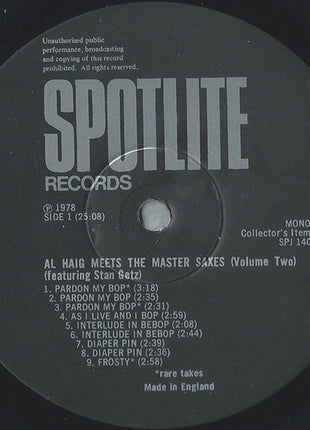 Unauthorised public
performance, broadcasting
and copying of this record
prohibited. All rights reserved.
SPOTLITE
RECORDS
℗ 1978
SIDE 1 (25:08)
MONO
Collector's Item
SPJ 140
AL HAIG MEETS THE MASTER SAXES (Volume Two)
(featuring Stan Getz)
1. PARDON MY BOP* (3:18)
2. PARDON MY BOP (2:35)
3. PARDON MY BOP* (2:31)
4. AS I LIVE AND I BOP (2:59)
5. INTERLUDE IN BEBOP (2:53)
6. INTERLUDE IN BEBOP (2:44)
7. DIAPER PIN (2:39)
8. DIAPER PIN (2:36)
9. FROSTY* (2:58)
*rare takes
Made in England